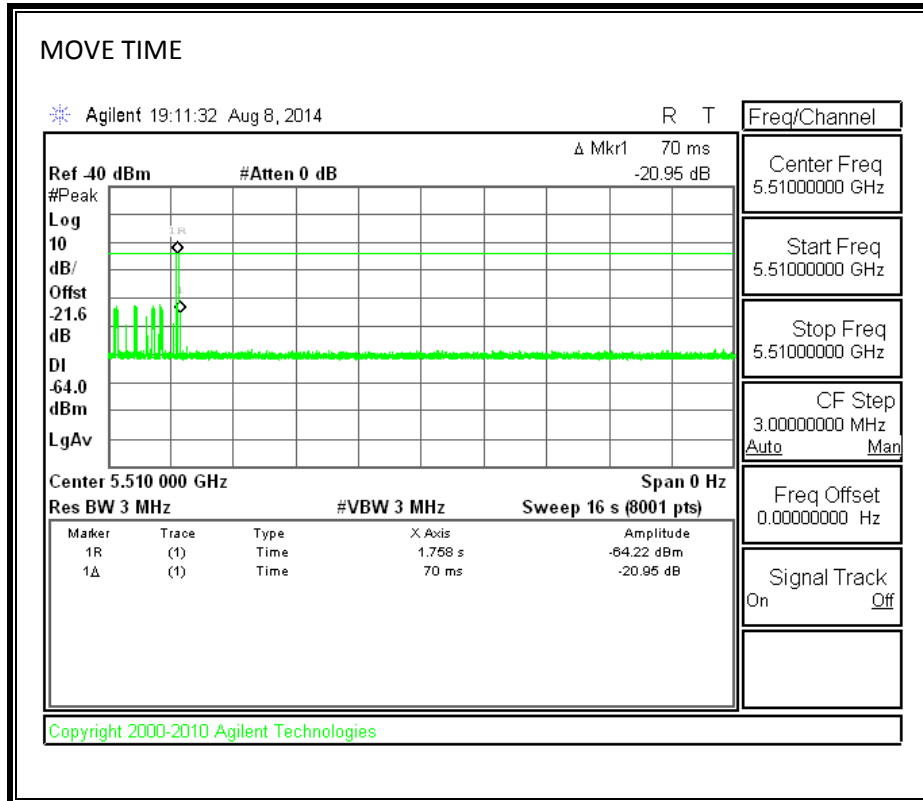 MOVE TIME
Agilent 19:11:32 Aug 8, 2014 R T
Δ Mkr1 70 ms
Ref -40 dBm #Atten 0 dB -20.95 dB
#Peak
Log
10
dB/
Offst
-21.6
dB
DI
-64.0
dBm
LgAv
1R
Center 5.510 000 GHz Span 0 Hz
Res BW 3 MHz #VBW 3 MHz Sweep 16 s (8001 pts)
Marker Trace Type X Axis Amplitude
1R (1) Time 1.758 s -64.22 dBm
1Δ (1) Time 70 ms -20.95 dB
Copyright 2000-2010 Agilent Technologies
Freq/Channel
Center Freq
5.51000000 GHz
Start Freq
5.51000000 GHz
Stop Freq
5.51000000 GHz
CF Step
3.00000000 MHz
Auto Man
Freq Offset
0.00000000 Hz
Signal Track
On Off